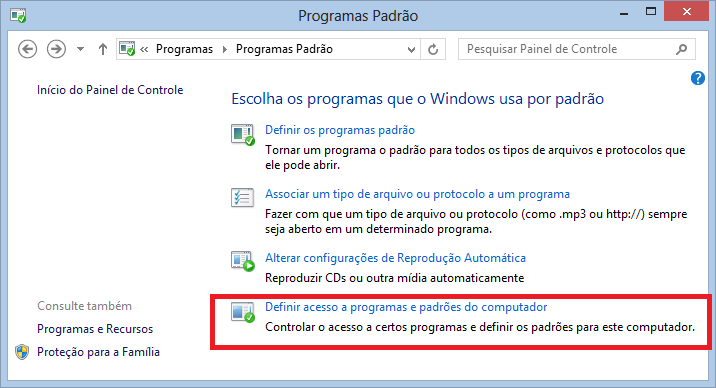 Programas Padrão
« Programas Programas Padrão
Pesquisar Painel de Controle
Início do Painel de Controle
Escolha os programas que o Windows usa por padrão
Definir os programas padrão
Tornar um programa o padrão para todos os tipos de arquivos e protocolos que
ele pode abrir.
Associar um tipo de arquivo ou protocolo a um programa
Fazer com que um tipo de arquivo ou protocolo (como .mp3 ou http://) sempre
seja aberto em um determinado programa.
Alterar configurações de Reprodução Automática
Reproduzir CDs ou outra mídia automaticamente
Definir acesso a programas e padrões do computador
Controlar o acesso a certos programas e definir os padrões para este computador.
Consulte também
Programas e Recursos
Proteção para a Família